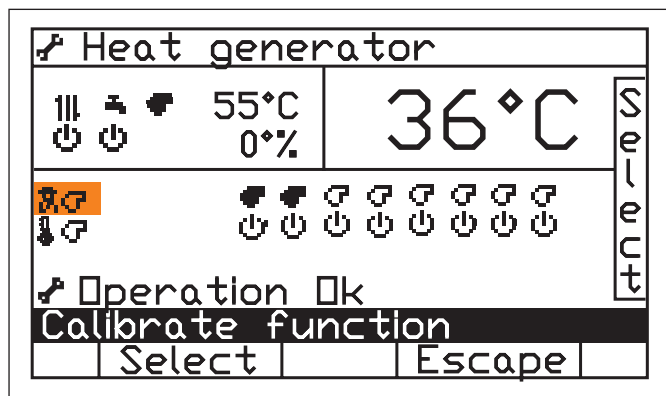 Heat generator
55°C
0°%
36°C
Select
Operation Ok
Calibrate function
Select Escape